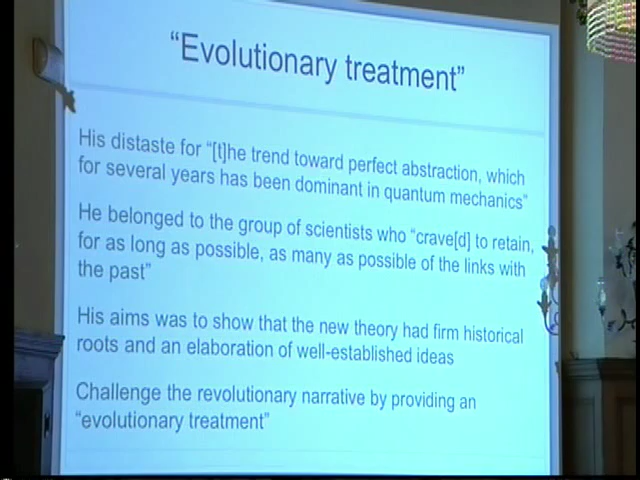 “Evolutionary treatment”
His distaste for “[t]he trend toward perfect abstraction, which
for several years has been dominant in quantum mechanics”
He belonged to the group of scientists who “crave[d] to retain,
for as long as possible, as many as possible of the links with
the past”
His aims was to show that the new theory had firm historical
roots and an elaboration of well-established ideas
Challenge the revolutionary narrative by providing an
“evolutionary treatment”